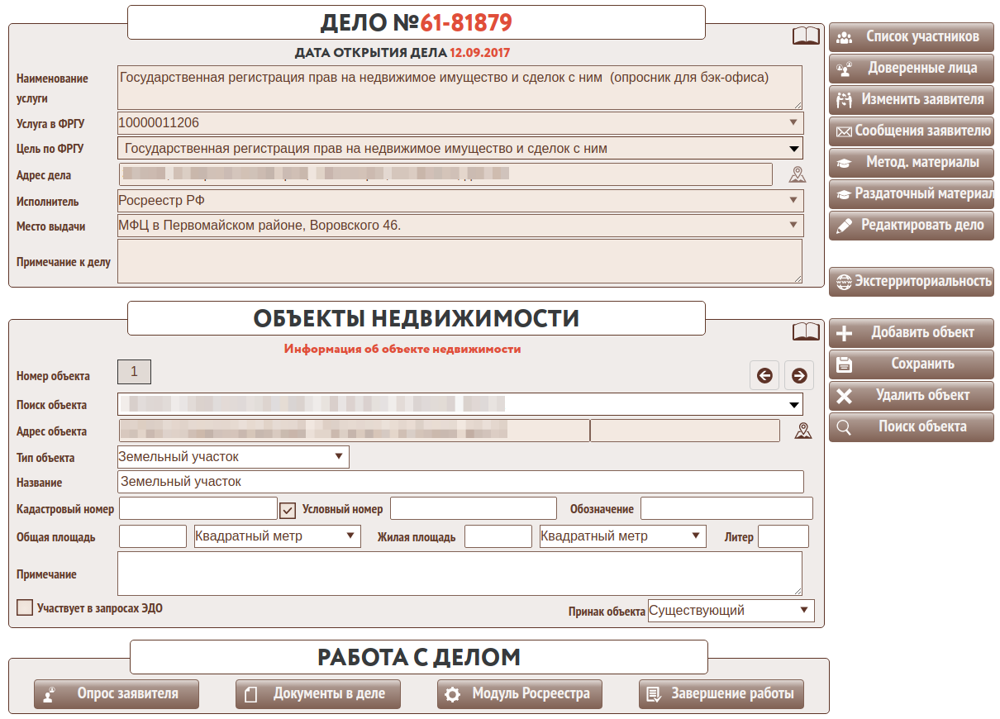 ДЕЛО №61-81879
ДАТА ОТКРЫТИЯ ДЕЛА 12.09.2017
Наименование услуги
Государственная регистрация прав на недвижимое имущество и сделок с ним (опросник для бэк-офиса)
Услуга в ФРГУ 10000011206
Цель по ФРГУ Государственная регистрация прав на недвижимое имущество и сделок с ним
Адрес дела
Исполнитель Росреестр РФ
Место выдачи МФЦ в Первомайском районе, Воровского 46.
Примечание к делу
Список участников
Доверенные лица
Изменить заявителя
Сообщения заявителю
Метод. материалы
Раздаточный материал
Редактировать дело
Экстерриториальность
ОБЪЕКТЫ НЕДВИЖИМОСТИ
Информация об объекте недвижимости
Номер объекта 1
Поиск объекта
Адрес объекта
Тип объекта Земельный участок
Название Земельный участок
Кадастровый номер Условный номер Обозначение
Общая площадь Квадратный метр Жилая площадь Квадратный метр Литер
Примечание
Участвует в запросах ЭДО Принак объекта Существующий
Добавить объект
Сохранить
Удалить объект
Поиск объекта
РАБОТА С ДЕЛОМ
Опрос заявителя Документы в деле Модуль Росреестра Завершение работы